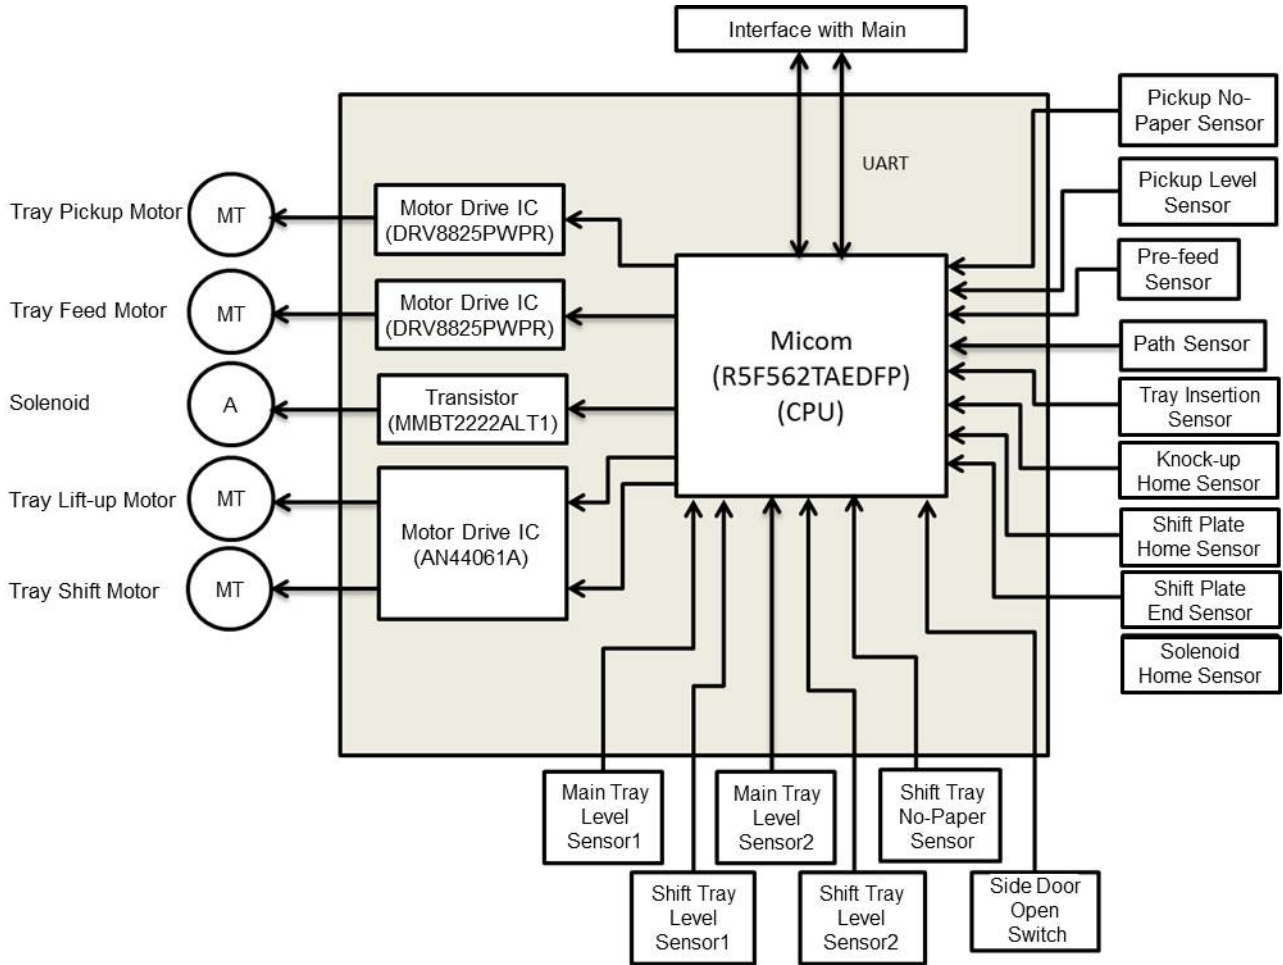 Interface with Main
UART
Tray Pickup Motor
MT
Motor Drive IC
(DRV8825PWPR)
Tray Feed Motor
MT
Motor Drive IC
(DRV8825PWPR)
Solenoid
A
Transistor
(MMBT2222ALT1)
Tray Lift-up Motor
MT
Motor Drive IC
(AN44061A)
Tray Shift Motor
MT
Micom
(R5F562TAEDFP)
(CPU)
Pickup No-
Paper Sensor
Pickup Level
Sensor
Pre-feed
Sensor
Path Sensor
Tray Insertion
Sensor
Knock-up
Home Sensor
Shift Plate
Home Sensor
Shift Plate
End Sensor
Solenoid
Home Sensor
Main Tray
Level
Sensor1
Main Tray
Level
Sensor2
Shift Tray
No-Paper
Sensor
Shift Tray
Level
Sensor1
Shift Tray
Level
Sensor2
Side Door
Open
Switch